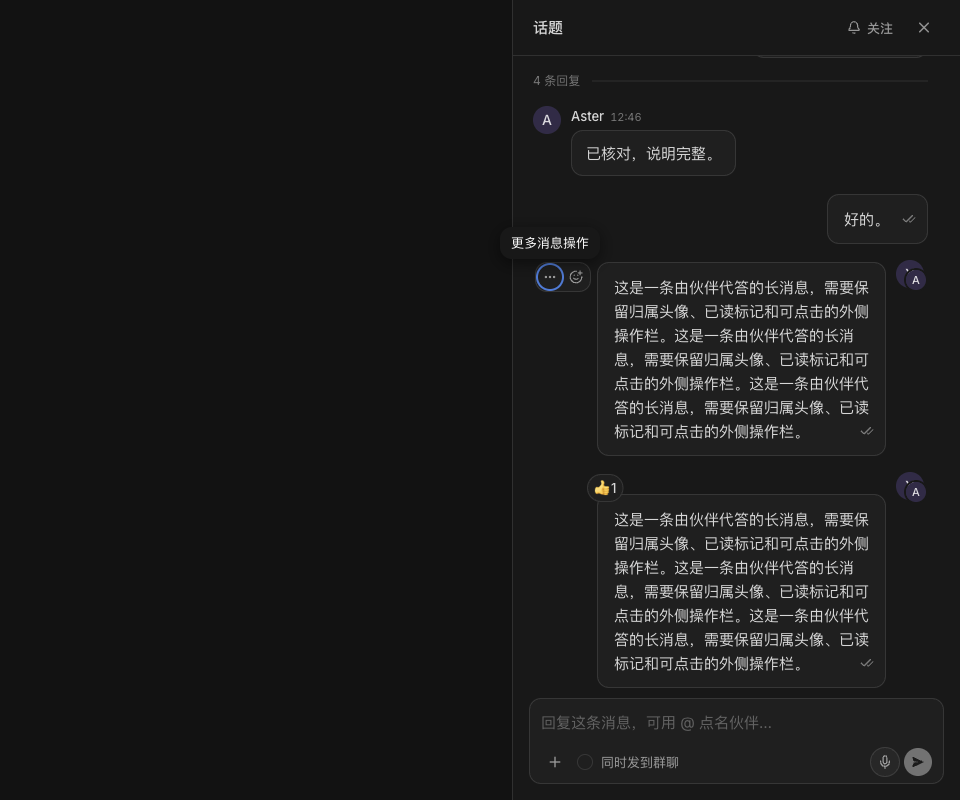 话题
关注
4 条回复
A
Aster 12:46
已核对，说明完整。
好的。
更多消息操作
A
这是一条由伙伴代答的长消息，需要保
留归属头像、已读标记和可点击的外侧
操作栏。这是一条由伙伴代答的长消
息，需要保留归属头像、已读标记和可
点击的外侧操作栏。这是一条由伙伴代
答的长消息，需要保留归属头像、已读
标记和可点击的外侧操作栏。
👍1
A
这是一条由伙伴代答的长消息，需要保
留归属头像、已读标记和可点击的外侧
操作栏。这是一条由伙伴代答的长消
息，需要保留归属头像、已读标记和可
点击的外侧操作栏。这是一条由伙伴代
答的长消息，需要保留归属头像、已读
标记和可点击的外侧操作栏。
回复这条消息，可用 @ 点名伙伴...
同时发到群聊